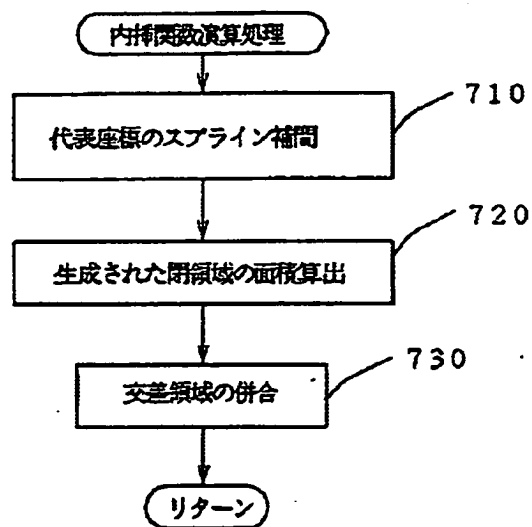 内挿関数演算処理
710
代表座標のスプライン補間
720
生成された閉領域の面積算出
730
交差領域の併合
リターン